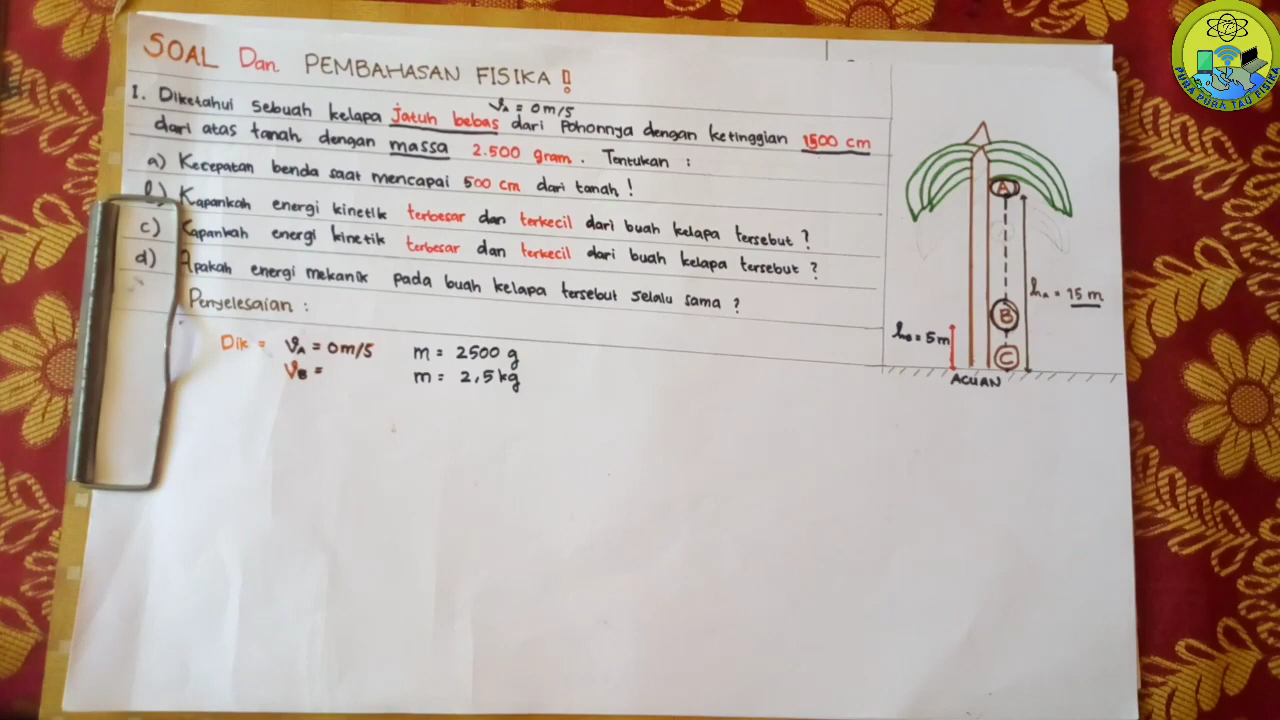 SOAL Dan PEMBAHASAN FISIKA!
1. Diketahui sebuah kelapa jatuh bebas dari Pohonnya dengan ketinggian 1500 cm
VA = 0 m/s
dari atas tanah dengan massa 2.500 gram. Tentukan :
a) Kecepatan benda saat mencapai 500 cm dari tanah!
b) Kapankah energi kinetik terbesar dan terkecil dari buah kelapa tersebut ?
c) Kapankah energi kinetik terbesar dan terkecil dari buah kelapa tersebut ?
d) Apakah energi mekanik pada buah kelapa tersebut selalu sama ?
Penyelesaian :
Dik = VA = 0 m/s m = 2500 g
VB = m = 2,5 kg
A
hA = 15 m
B
hB = 5 m
C
ACUAN
PURA PURA TAU FISIKA